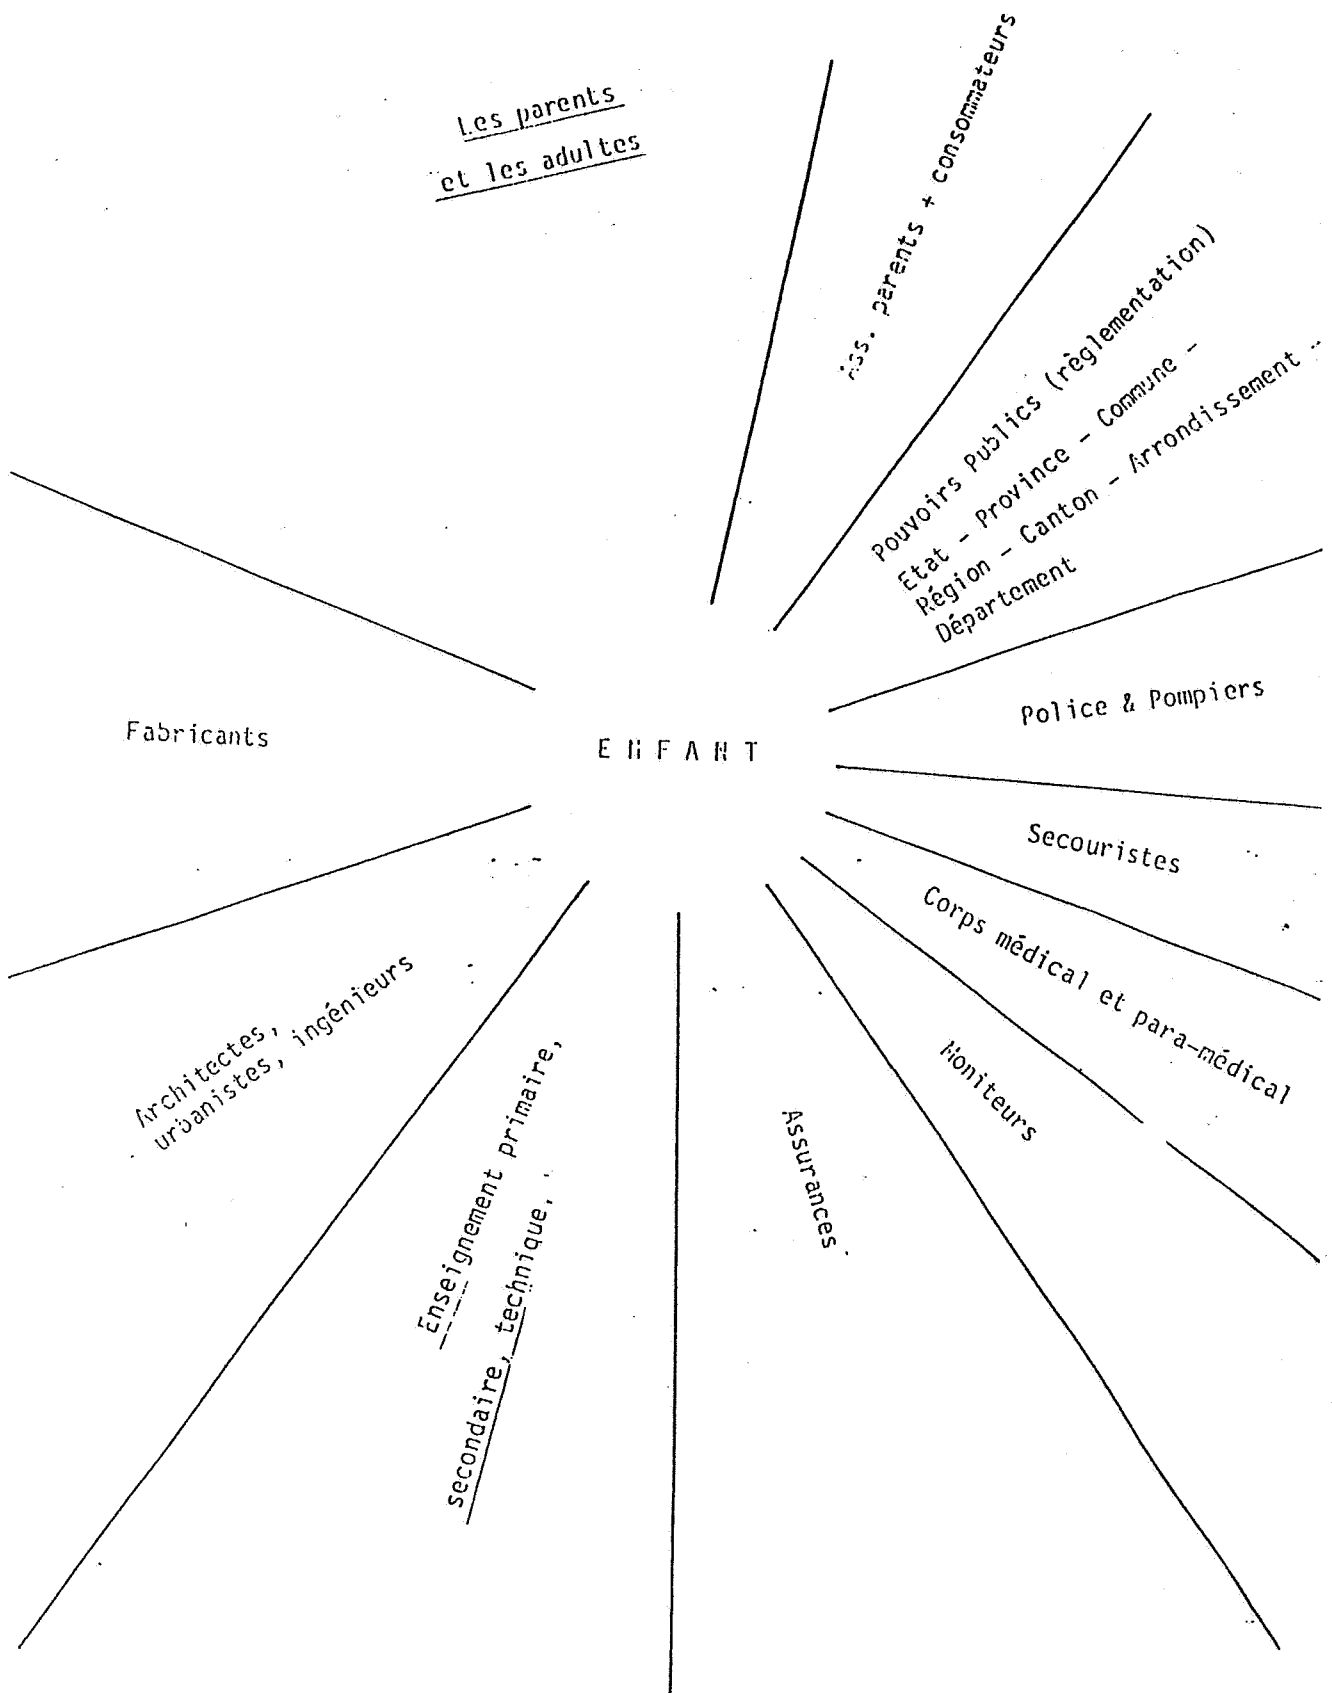 Les parents
et les adultes
Ass. parents + consommateurs
Pouvoirs Publics (règlementation)
Etat - Province - Commune -
Région - Canton - Arrondissement -
Département
Police & Pompiers
Secouristes
Corps médical et para-médical
Moniteurs
Assurances
Enseignement primaire,
secondaire, technique,
Architectes,
urbanistes, ingénieurs
Fabricants
E N F A N T